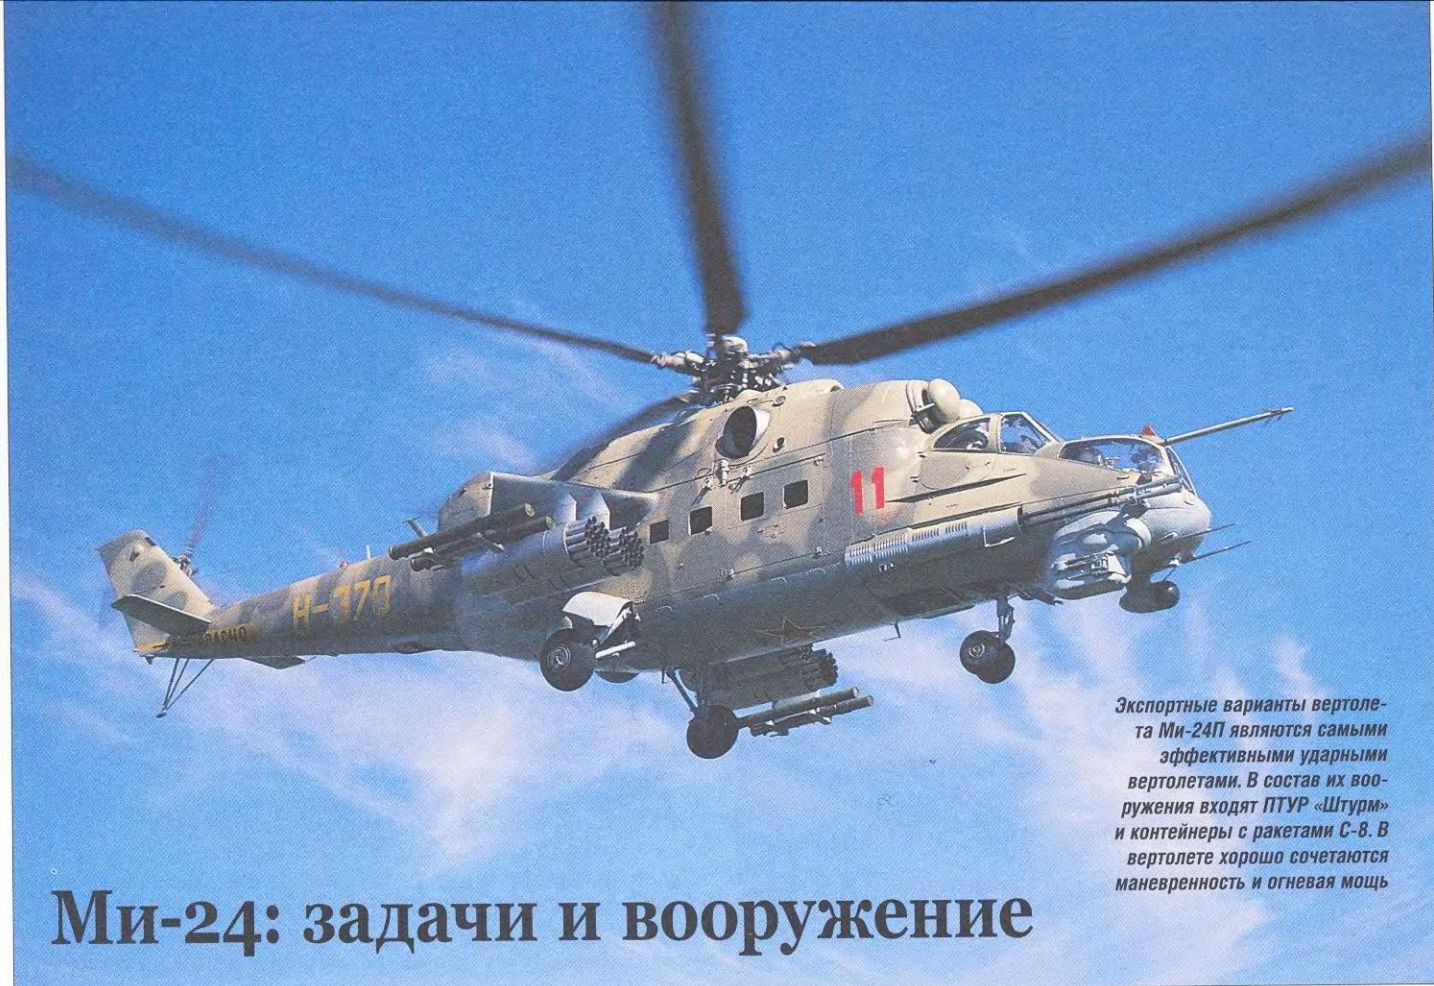 11
Н-370
ОПАСНО
Экспортные варианты вертоле-
та Ми-24П являются самыми
эффективными ударными
вертолетами. В состав их воо-
ружения входят ПТУР «Штурм»
и контейнеры с ракетами С-8. В
вертолете хорошо сочетаются
маневренность и огневая мощь
Ми-24: задачи и вооружение